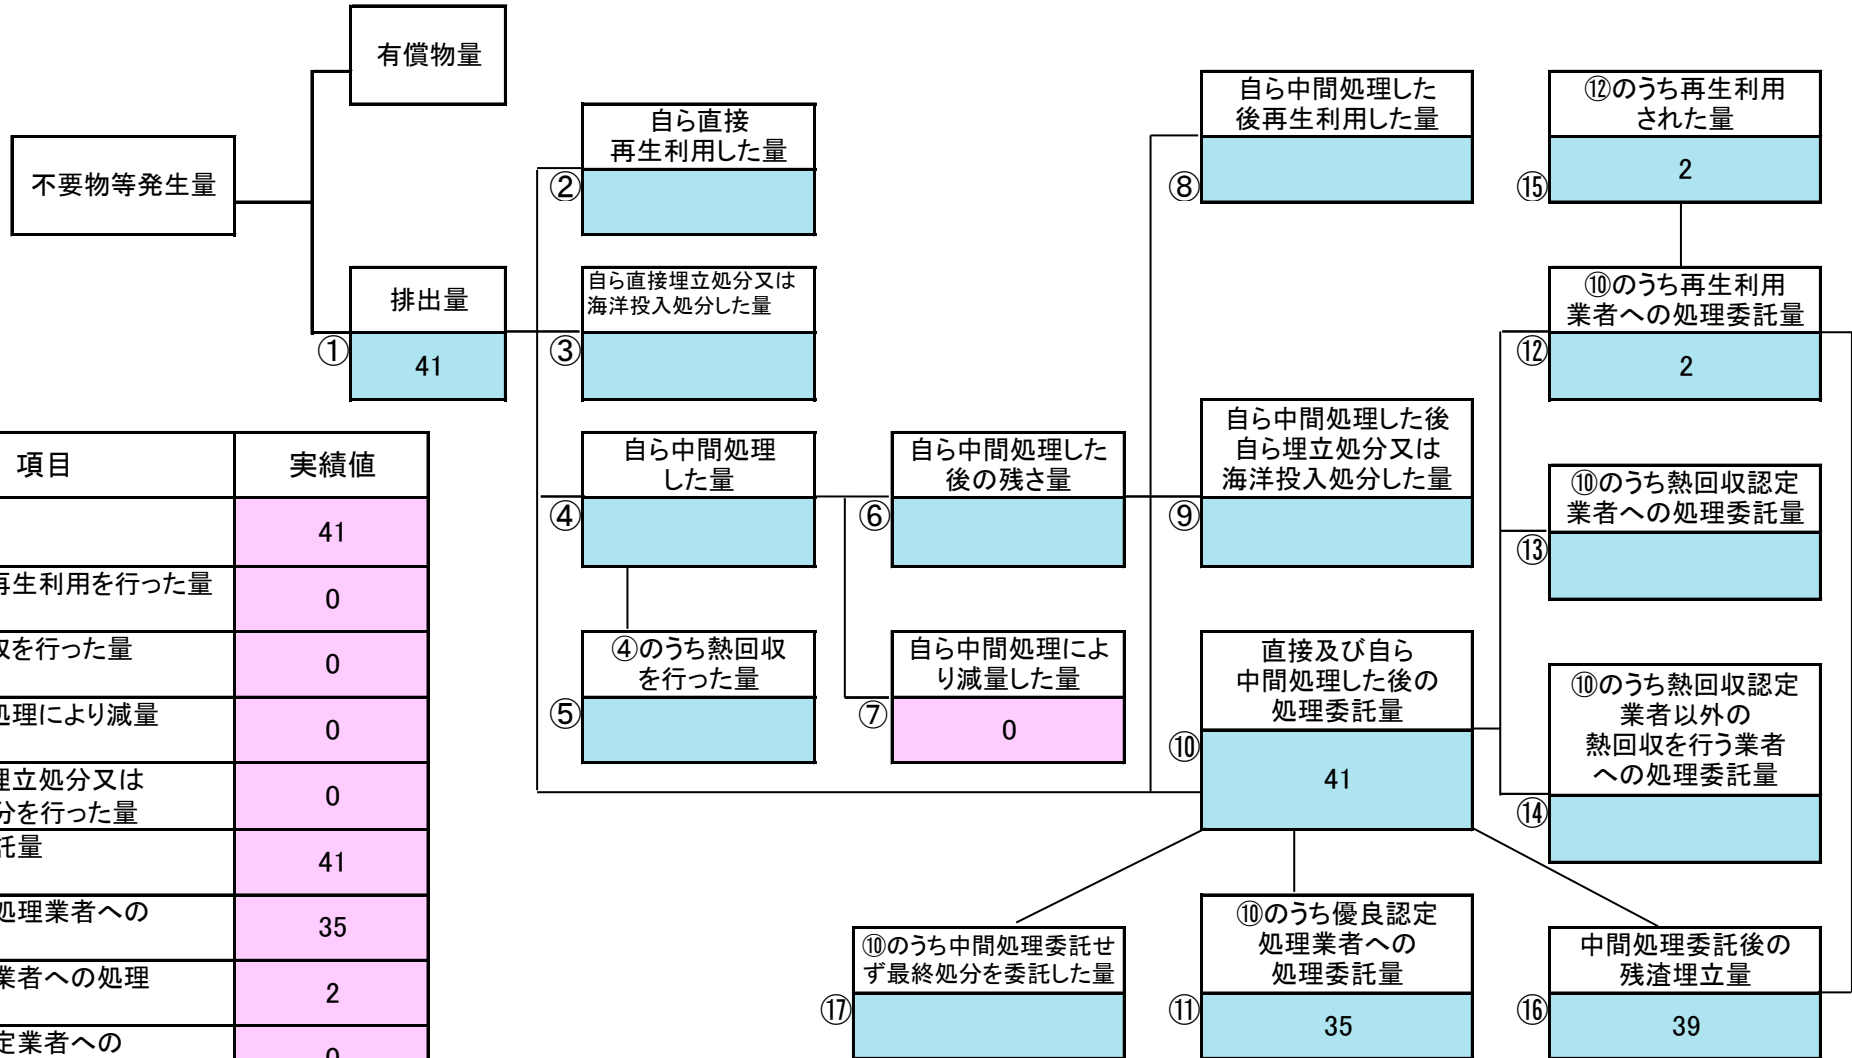 有償物量
不要物等発生量
排出量
①
41
自ら直接
再生利用した量
②
自ら直接埋立処分又は
海洋投入処分した量
③
自ら中間処理
した量
④
④のうち熱回収
を行った量
⑤
自ら中間処理した
後の残さ量
⑥
自ら中間処理によ
り減量した量
⑦
0
自ら中間処理した
後再生利用した量
⑧
自ら中間処理した後
自ら埋立処分又は
海洋投入処分した量
⑨
直接及び自ら
中間処理した後の
処理委託量
⑩
41
⑫のうち再生利用
された量
⑮
2
⑩のうち再生利用
業者への処理委託量
⑫
2
⑩のうち熱回収認定
業者への処理委託量
⑬
⑩のうち熱回収認定
業者以外の
熱回収を行う業者
への処理委託量
⑭
⑩のうち中間処理委託せ
ず最終処分を委託した量
⑰
⑩のうち優良認定
処理業者への
処理委託量
⑪
35
中間処理委託後の
残渣埋立量
⑯
39
項目 実績値
41
再生利用を行った量 0
を行った量 0
処理により減量 0
埋立処分又は
分を行った量 0
託量 41
処理業者への 35
業者への処理 2
定業者への 0